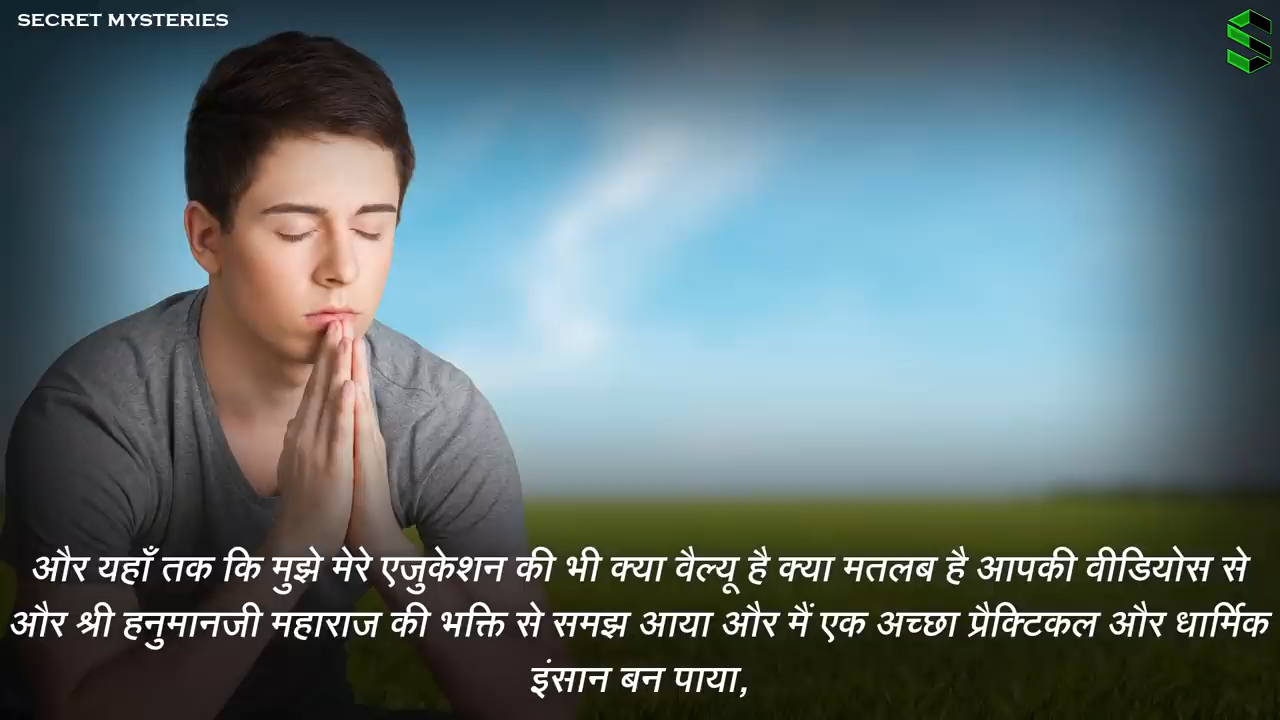 SECRET MYSTERIES
और यहाँ तक कि मुझे मेरे एजुकेशन की भी क्या वैल्यू है क्या मतलब है आपकी वीडियोस से
और श्री हनुमानजी महाराज की भक्ति से समझ आया और मैं एक अच्छा प्रैक्टिकल और धार्मिक
इंसान बन पाया,